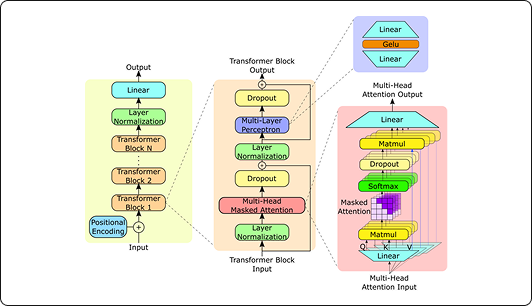 Output
Linear
Layer
Normalization
Transformer
Block N
Transformer
Block 2
Transformer
Block 1
Positional
Encoding
+
Input
Transformer Block
Output
+
Dropout
Multi-Layer
Perceptron
Layer
Normalization
+
Dropout
Multi-Head
Masked Attention
Layer
Normalization
Transformer Block
Input
Linear
Gelu
Linear
Multi-Head
Attention Output
Linear
Matmul
Dropout
Softmax
Masked
Attention
Matmul
Q K V
Linear
Multi-Head
Attention Input